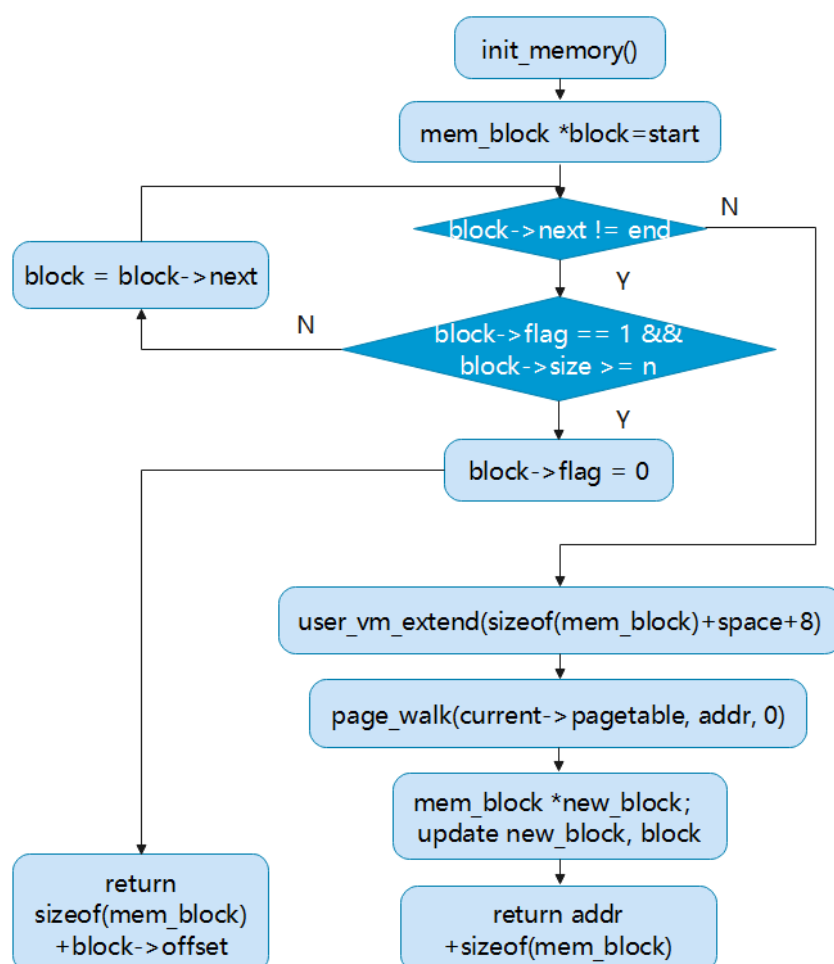 init_memory()
mem_block *block=start
block->next != end
N
block = block->next
Y
N
block->flag == 1 &&
block->size >= n
Y
block->flag = 0
user_vm_extend(sizeof(mem_block)+space+8)
page_walk(current->pagetable, addr, 0)
mem_block *new_block;
update new_block, block
return
sizeof(mem_block)
+block->offset
return addr
+sizeof(mem_block)